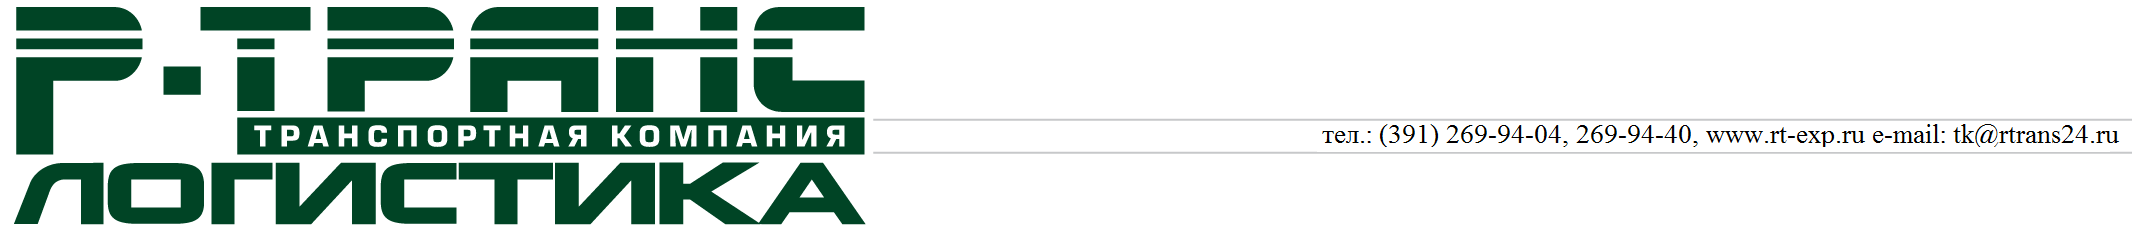 Р-ТРАНС
ТРАНСПОРТНАЯ КОМПАНИЯ
ЛОГИСТИКА
тел.: (391) 269-94-04, 269-94-40, www.rt-exp.ru e-mail: tk@rtrans24.ru